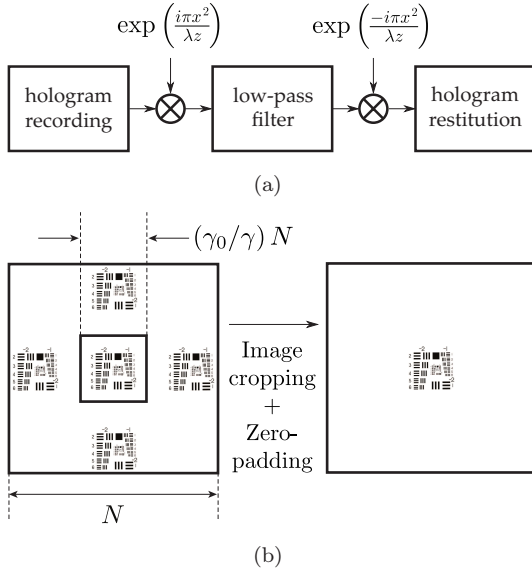 exp(iπx²/λz)
exp(−iπx²/λz)
hologram
recording
low-pass
filter
hologram
restitution
(a)
(γ₀/γ) N
Image
cropping
+
Zero-
padding
N
(b)